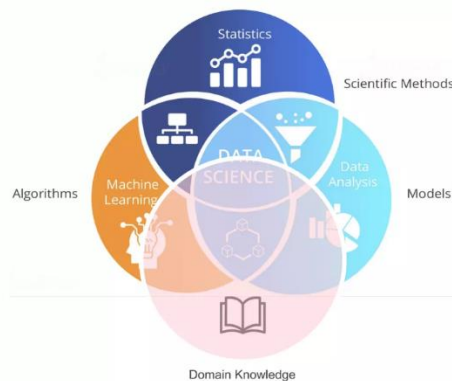 Statistics
Scientific Methods
DATA
SCIENCE
Data
Analysis
Machine
Learning
Algorithms
Models
Domain Knowledge